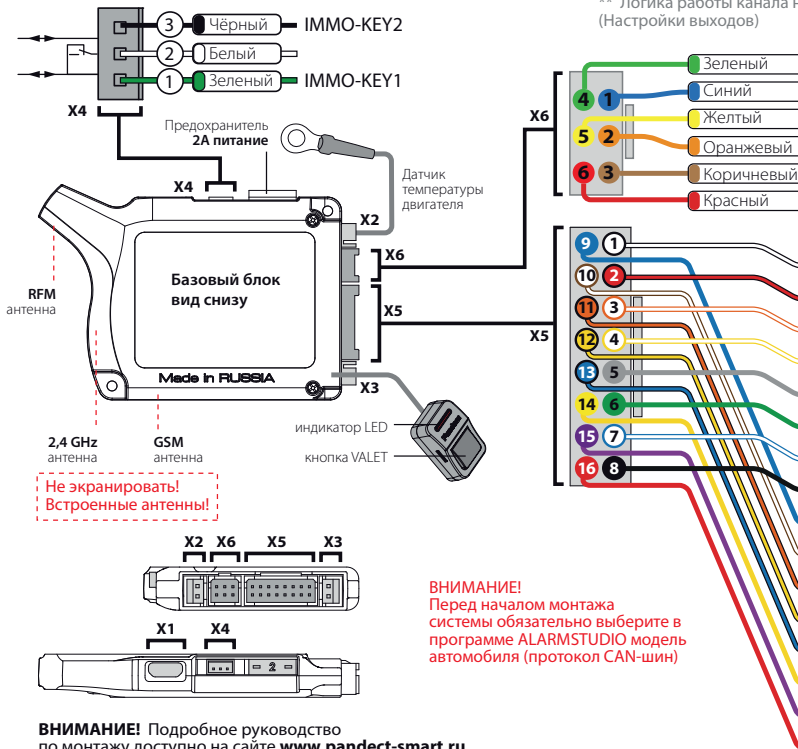 ** Логика работы канала
(Настройки выходов)
3 Чёрный IMMO-KEY2
2 Белый
1 Зеленый IMMO-KEY1
X4
Предохранитель
2А питание
X4
Датчик
температуры
двигателя
X2
X6
X5
X3
Базовый блок
вид снизу
Made in RUSSIA
RFM
антенна
2,4 GHz
антенна
GSM
антенна
Не экранировать!
Встроенные антенны!
индикатор LED
кнопка VALET
X6
4 1
5 2
6 3
Зеленый
Синий
Желтый
Оранжевый
Коричневый
Красный
X5
9 1
10 2
11 3
12 4
13 5
14 6
15 7
16 8
X2 X6 X5 X3
X1 X4
2
ВНИМАНИЕ!
Перед началом монтажа
системы обязательно выберите в
программе ALARMSTUDIO модель
автомобиля (протокол CAN-шин)
ВНИМАНИЕ! Подробное руководство
по монтажу доступно на сайте www.pandect-smart.ru